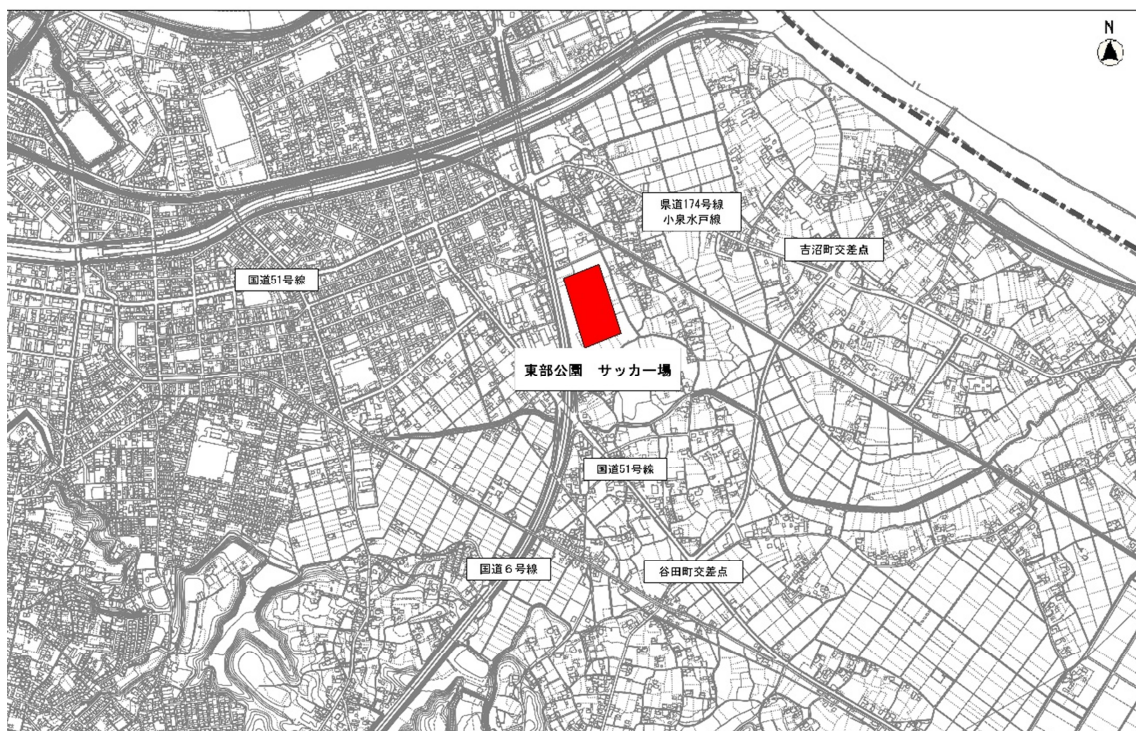 N
県道174号線
小泉水戸線
吉沼町交差点
国道51号線
東部公園 サッカー場
国道51号線
国道6号線
谷田町交差点